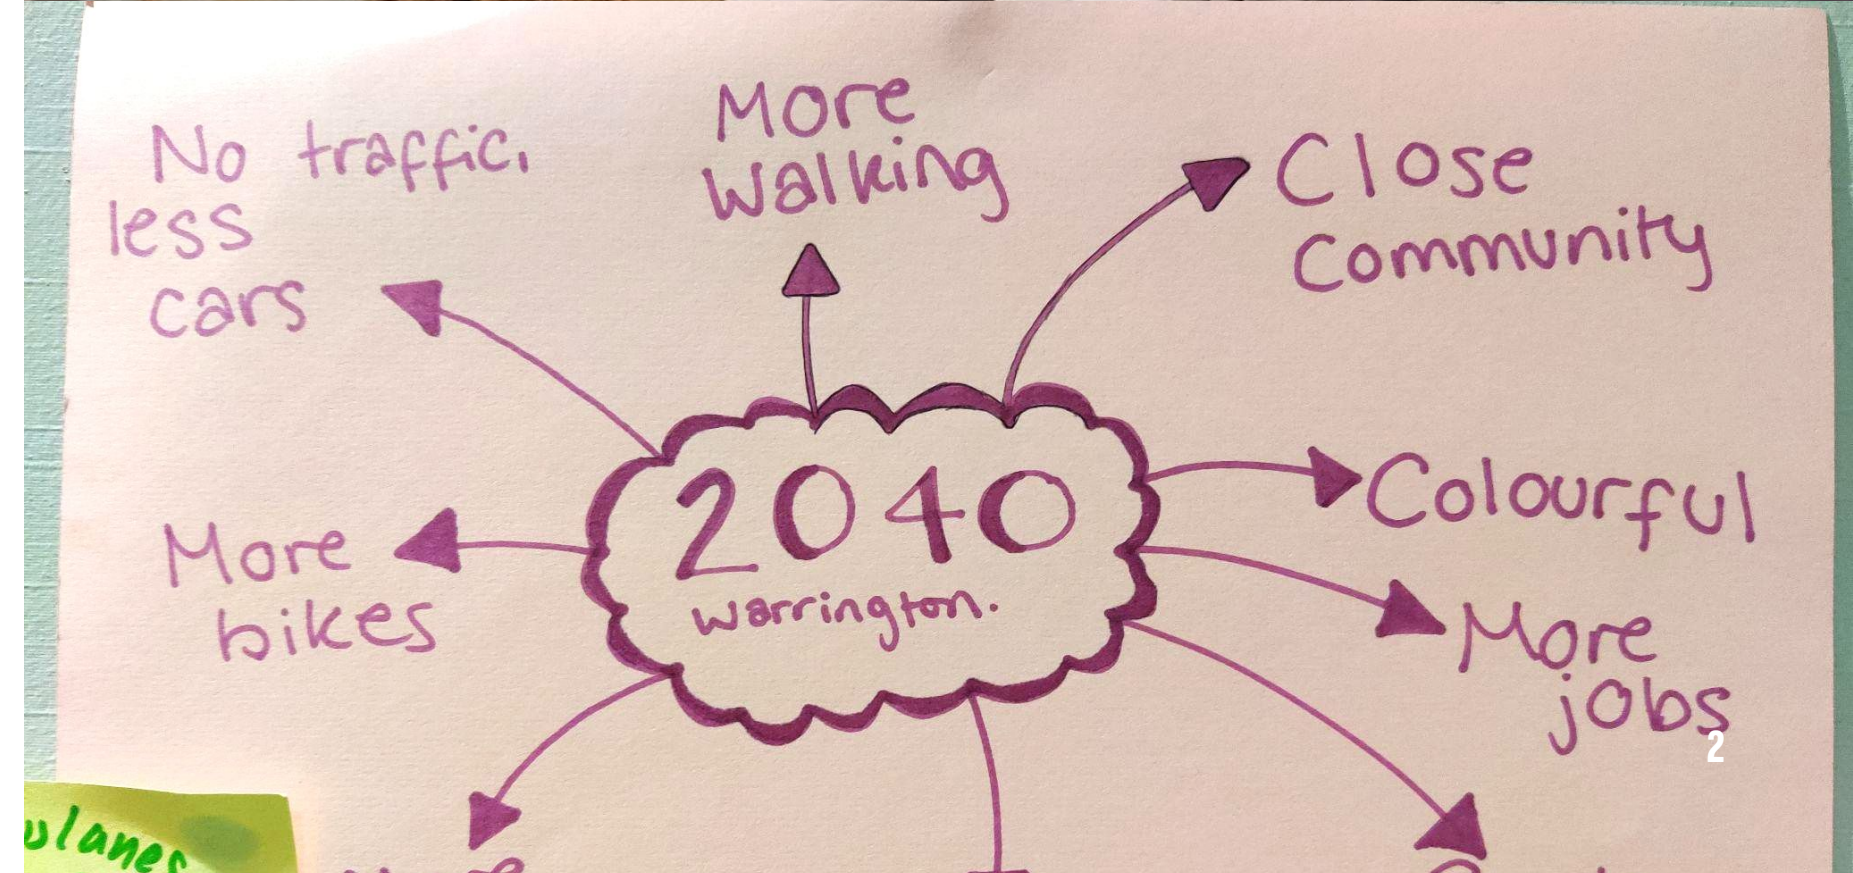 No traffic,
less
cars
More
Walking
Close
Community
Colourful
More
jobs
More
bikes
2040
Warrington.
2